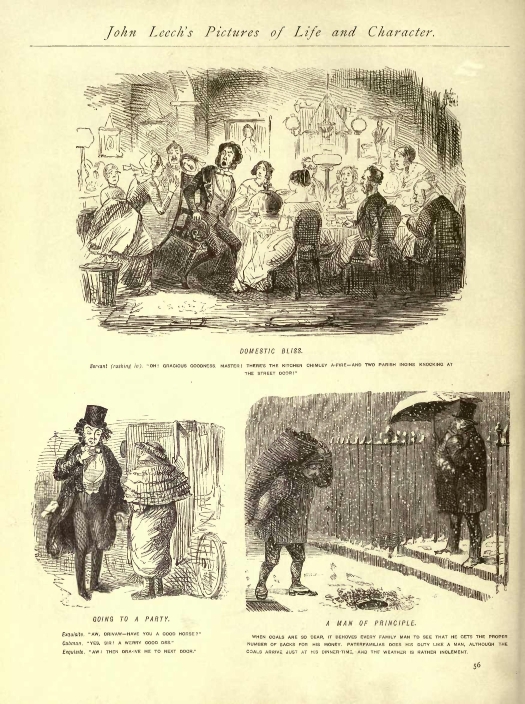 John Leech's Pictures of Life and Character.
DOMESTIC BLISS.
Servant (rushing in). "OH! GRACIOUS GOODNESS, MASTER! THERE'S THE KITCHEN CHIMLEY A-FIRE—AND TWO PARISH INGINS KNOCKING AT
THE STREET DOOR!"
GOING TO A PARTY.
Exquisite. "AW, DRIVAW—HAVE YOU A GOOD HORSE?"
Cabman. "YES, SIR! A WERRY GOOD OSS."
Exquisite. "AW! THEN DRA-IVE ME TO NEXT DOOR."
A MAN OF PRINCIPLE.
WHEN COALS ARE SO DEAR, IT BEHOVES EVERY FAMILY MAN TO SEE THAT HE GETS THE PROPER
NUMBER OF SACKS FOR HIS MONEY. PATERFAMILIAS DOES HIS DUTY LIKE A MAN, ALTHOUGH THE
COALS ARRIVE JUST AT HIS DINNER-TIME, AND THE WEATHER IS RATHER INCLEMENT.
56